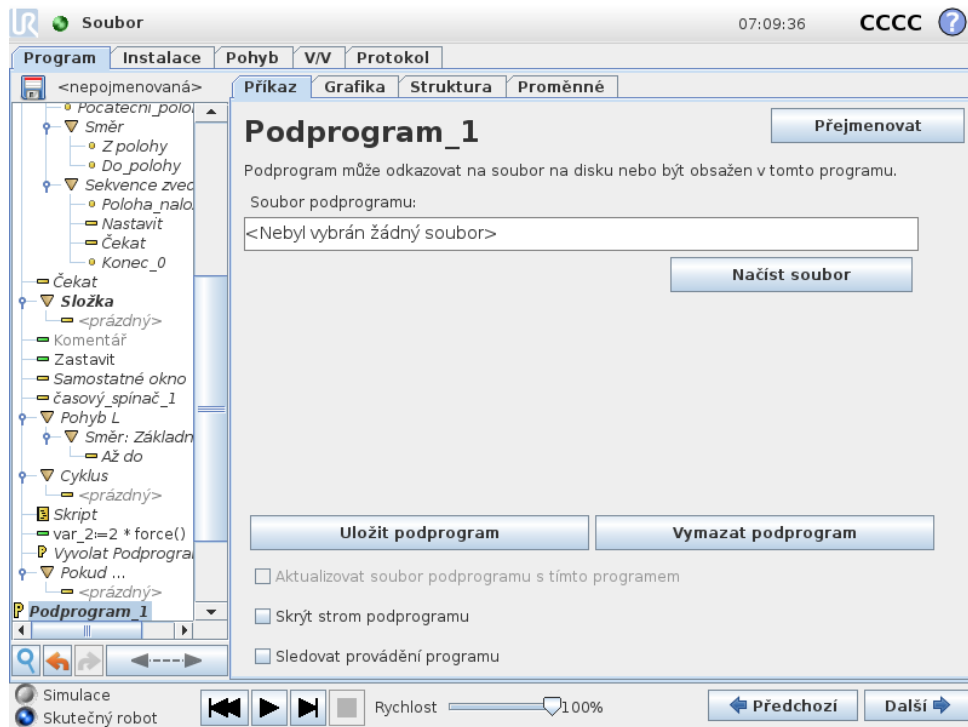 UR Soubor 07:09:36 CCCC ?
Program Instalace Pohyb V/V Protokol
<nepojmenovaná> Příkaz Grafika Struktura Proměnné
Směr
Z polohy
Do_polohy
Sekvence zved
Poloha_nalo
Nastavit
Čekat
Konec_0
Čekat
Složka
<prázdný>
Komentář
Zastavit
Samostatné okno
časový_spínač_1
Pohyb L
Směr: Základn
Až do
Cyklus
<prázdný>
Skript
var_2:=2 * force()
Vyvolat Podprogra
Pokud ...
<prázdný>
P Podprogram_1
Podprogram_1
Přejmenovat
Podprogram může odkazovat na soubor na disku nebo být obsažen v tomto programu.
Soubor podprogramu:
<Nebyl vybrán žádný soubor>
Načíst soubor
Uložit podprogram Vymazat podprogram
Aktualizovat soubor podprogramu s tímto programem
Skrýt strom podprogramu
Sledovat provádění programu
Simulace
Skutečný robot
Rychlost 100%
Předchozí Další